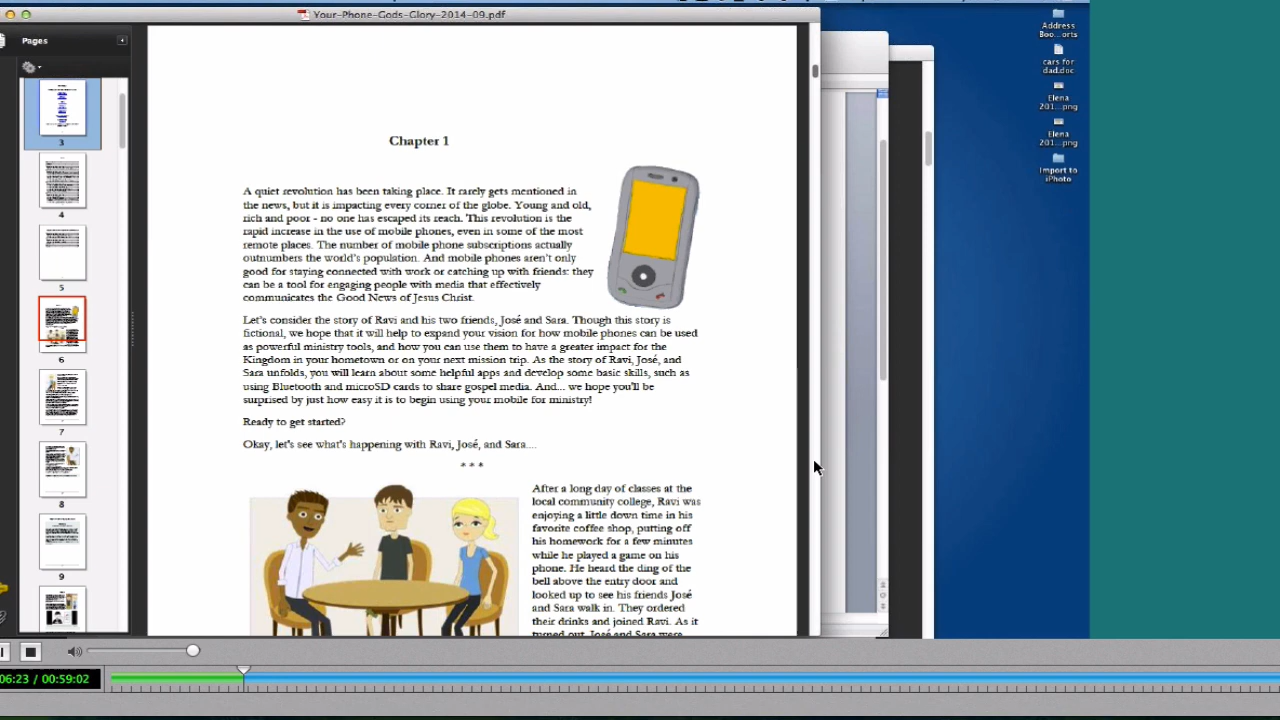 Your-Phone-Gods-Glory-2014-09.pdf
Pages
3
4
5
6
7
8
9
Chapter 1
A quiet revolution has been taking place. It rarely gets mentioned in
the news, but it is impacting every corner of the globe. Young and old,
rich and poor - no one has escaped its reach. This revolution is the
rapid increase in the use of mobile phones, even in some of the most
remote places. The number of mobile phone subscriptions actually
outnumbers the world's population. And mobile phones aren't only
good for staying connected with work or catching up with friends: they
can be a tool for engaging people with media that effectively
communicates the Good News of Jesus Christ.
Let's consider the story of Ravi and his two friends, José and Sara. Though this story is
fictional, we hope that it will help to expand your vision for how mobile phones can be used
as powerful ministry tools, and how you can use them to have a greater impact for the
Kingdom in your hometown or on your next mission trip. As the story of Ravi, José, and
Sara unfolds, you will learn about some helpful apps and develop some basic skills, such as
using Bluetooth and microSD cards to share gospel media. And... we hope you'll be
surprised by just how easy it is to begin using your mobile for ministry!
Ready to get started?
Okay, let's see what's happening with Ravi, José, and Sara....
* * *
After a long day of classes at the
local community college, Ravi was
enjoying a little down time in his
favorite coffee shop, putting off
his homework for a few minutes
while he played a game on his
phone. He heard the ding of the
bell above the entry door and
looked up to see his friends José
and Sara walk in. They ordered
their drinks and joined Ravi. As it
turned out, José and Sara were
Address
Boo...orts
cars for
dad.doc
Elena
201...png
Elena
201...png
Import to
iPhoto
06:23 / 00:59:02